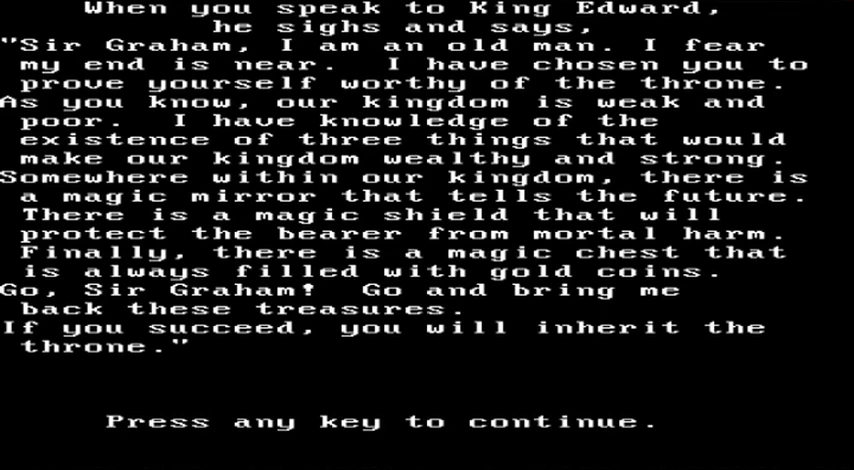 When you speak to King Edward,
he sighs and says,
"Sir Graham, I am an old man. I fear
my end is near. I have chosen you to
prove yourself worthy of the throne.
As you know, our kingdom is weak and
poor. I have knowledge of the
existence of three things that would
make our kingdom wealthy and strong.
Somewhere within our kingdom, there is
a magic mirror that tells the future.
There is a magic shield that will
protect the bearer from mortal harm.
Finally, there is a magic chest that
is always filled with gold coins.
Go, Sir Graham! Go and bring me
back these treasures.
If you succeed, you will inherit the
throne."
Press any key to continue.